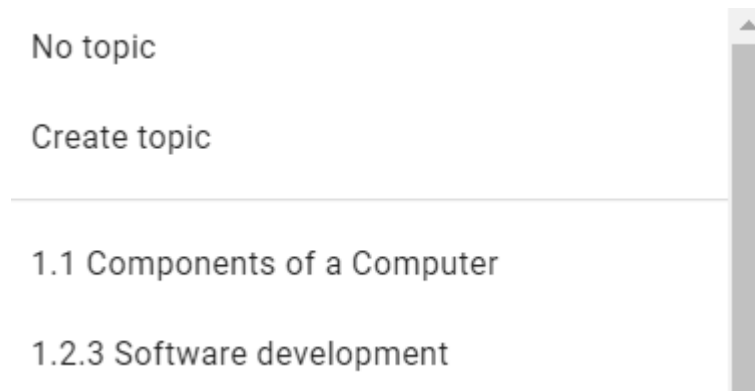 No topic
Create topic
1.1 Components of a Computer
1.2.3 Software development